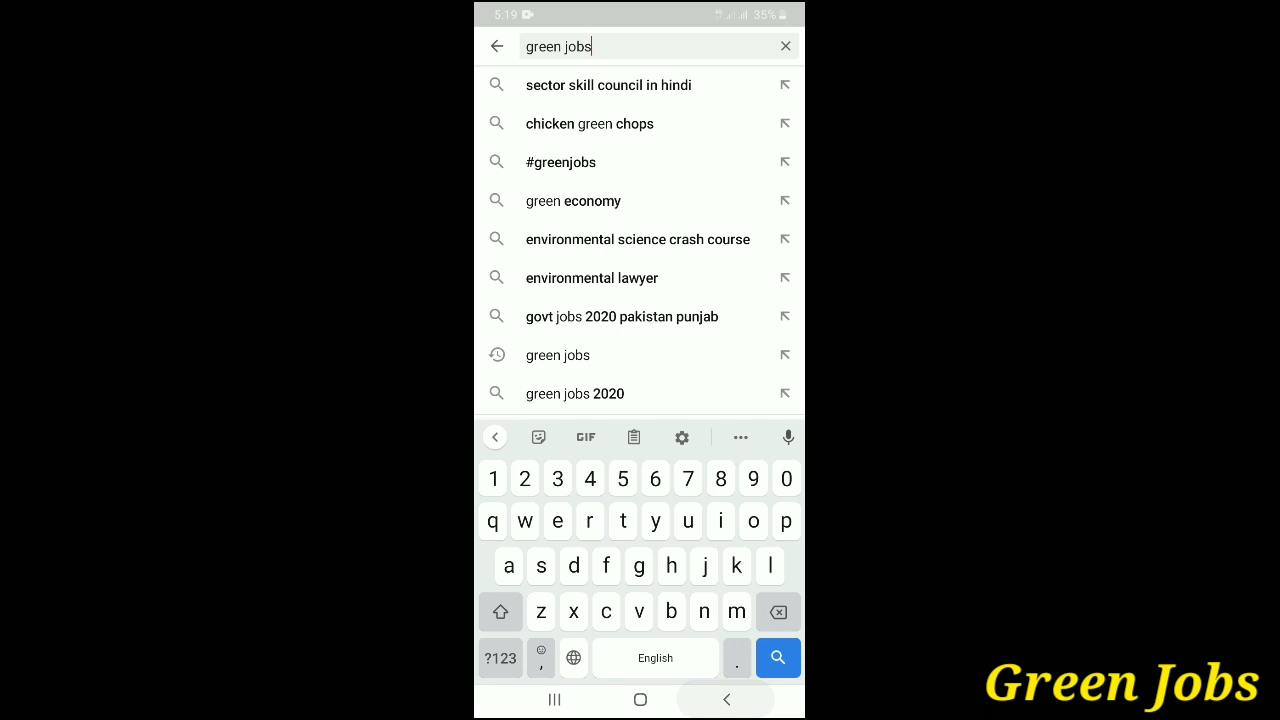 5:19
35%
green jobs
sector skill council in hindi
chicken green chops
#greenjobs
green economy
environmental science crash course
environmental lawyer
govt jobs 2020 pakistan punjab
green jobs
green jobs 2020
GIF
1 2 3 4 5 6 7 8 9 0
q w e r t y u i o p
a s d f g h j k l
z x c v b n m
?123 , English .
Green Jobs